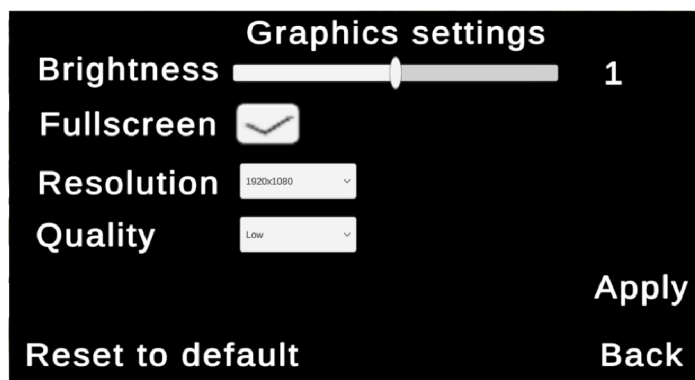 Graphics settings
Brightness 1
Fullscreen
Resolution 1920x1080
Quality Low
Apply
Reset to default Back